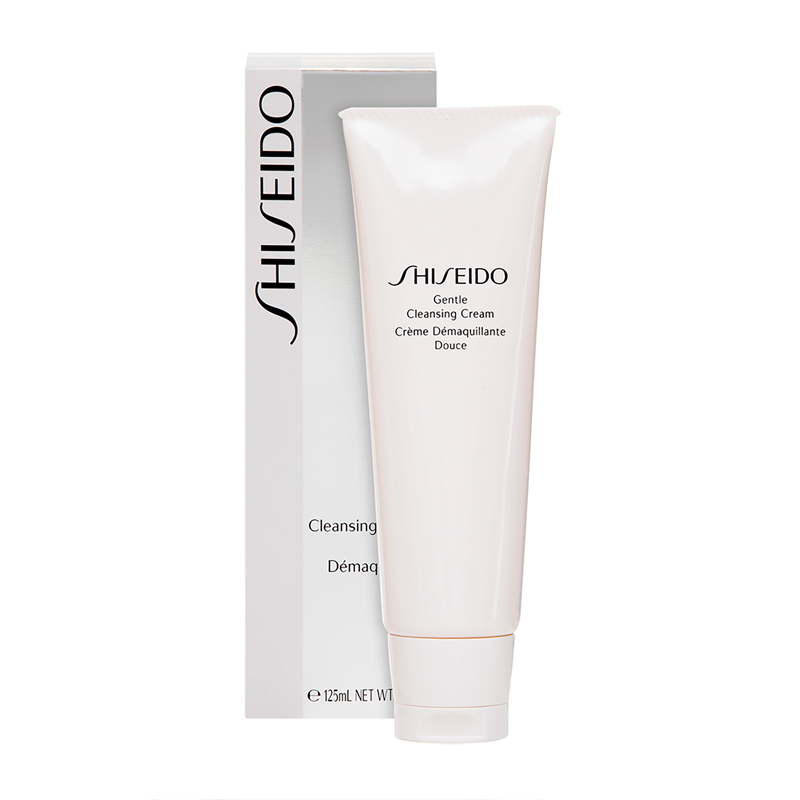 SHISEIDO
Cleansing
Démaq
℮ 125mL NET WT.
SHISEIDO
Gentle
Cleansing Cream
Crème Démaquillante
Douce